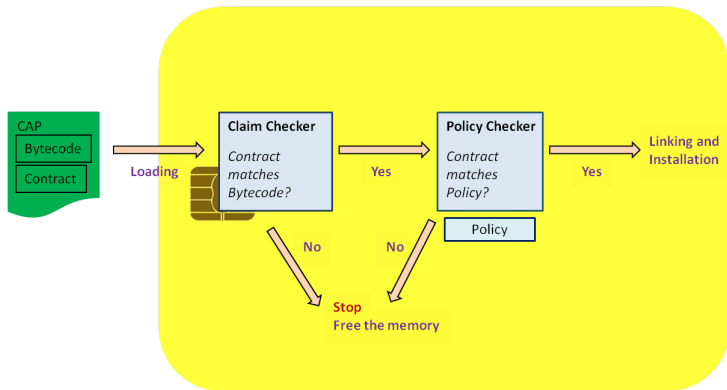 CAP
Bytecode
Contract
Loading
Claim Checker
Contract
matches
Bytecode?
Yes
Policy Checker
Contract
matches
Policy?
Policy
Yes
Linking and
Installation
No
No
Stop
Free the memory